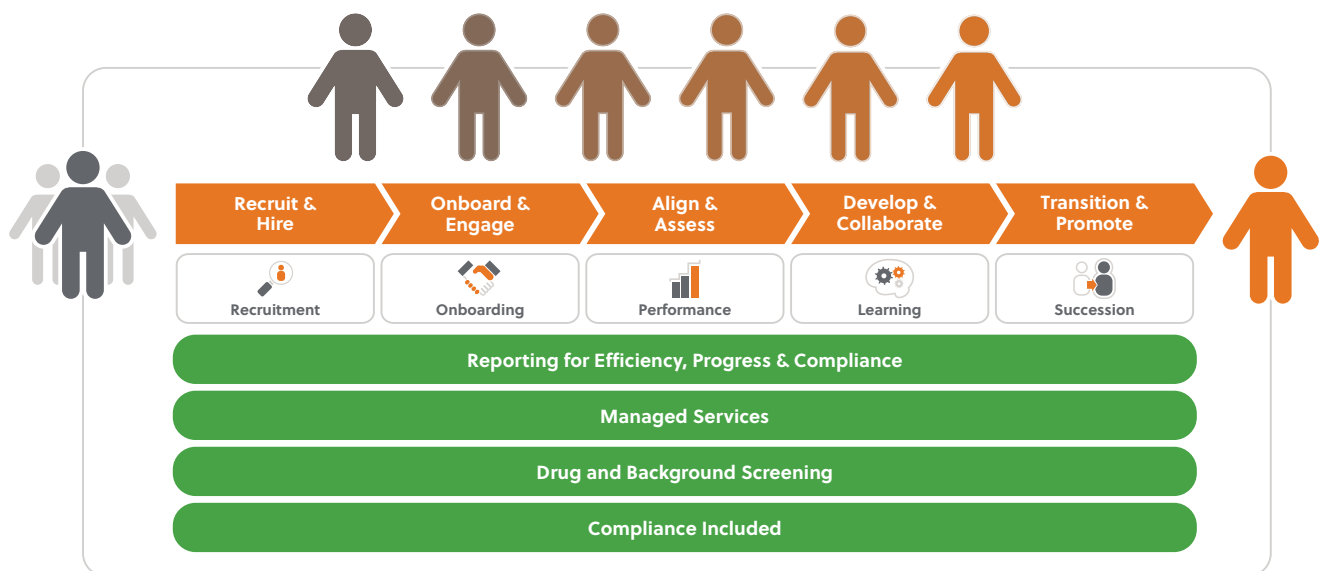 Recruit &
Hire
Onboard &
Engage
Align &
Assess
Develop &
Collaborate
Transition &
Promote
Recruitment
Onboarding
Performance
Learning
Succession
Reporting for Efficiency, Progress & Compliance
Managed Services
Drug and Background Screening
Compliance Included